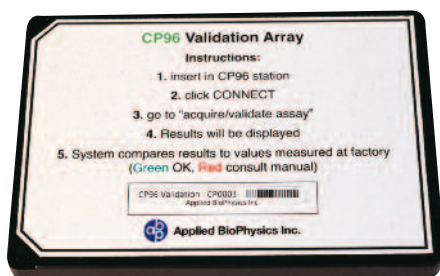 CP96 Validation Array
Instructions:
1. insert in CP96 station
2. click CONNECT
3. go to "acquire/validate assay"
4. Results will be displayed
5. System compares results to values measured at factory
(Green OK, Red consult manual)
CP96 Validation CP0003
Applied BioPhysics Inc.
abp Applied BioPhysics Inc.